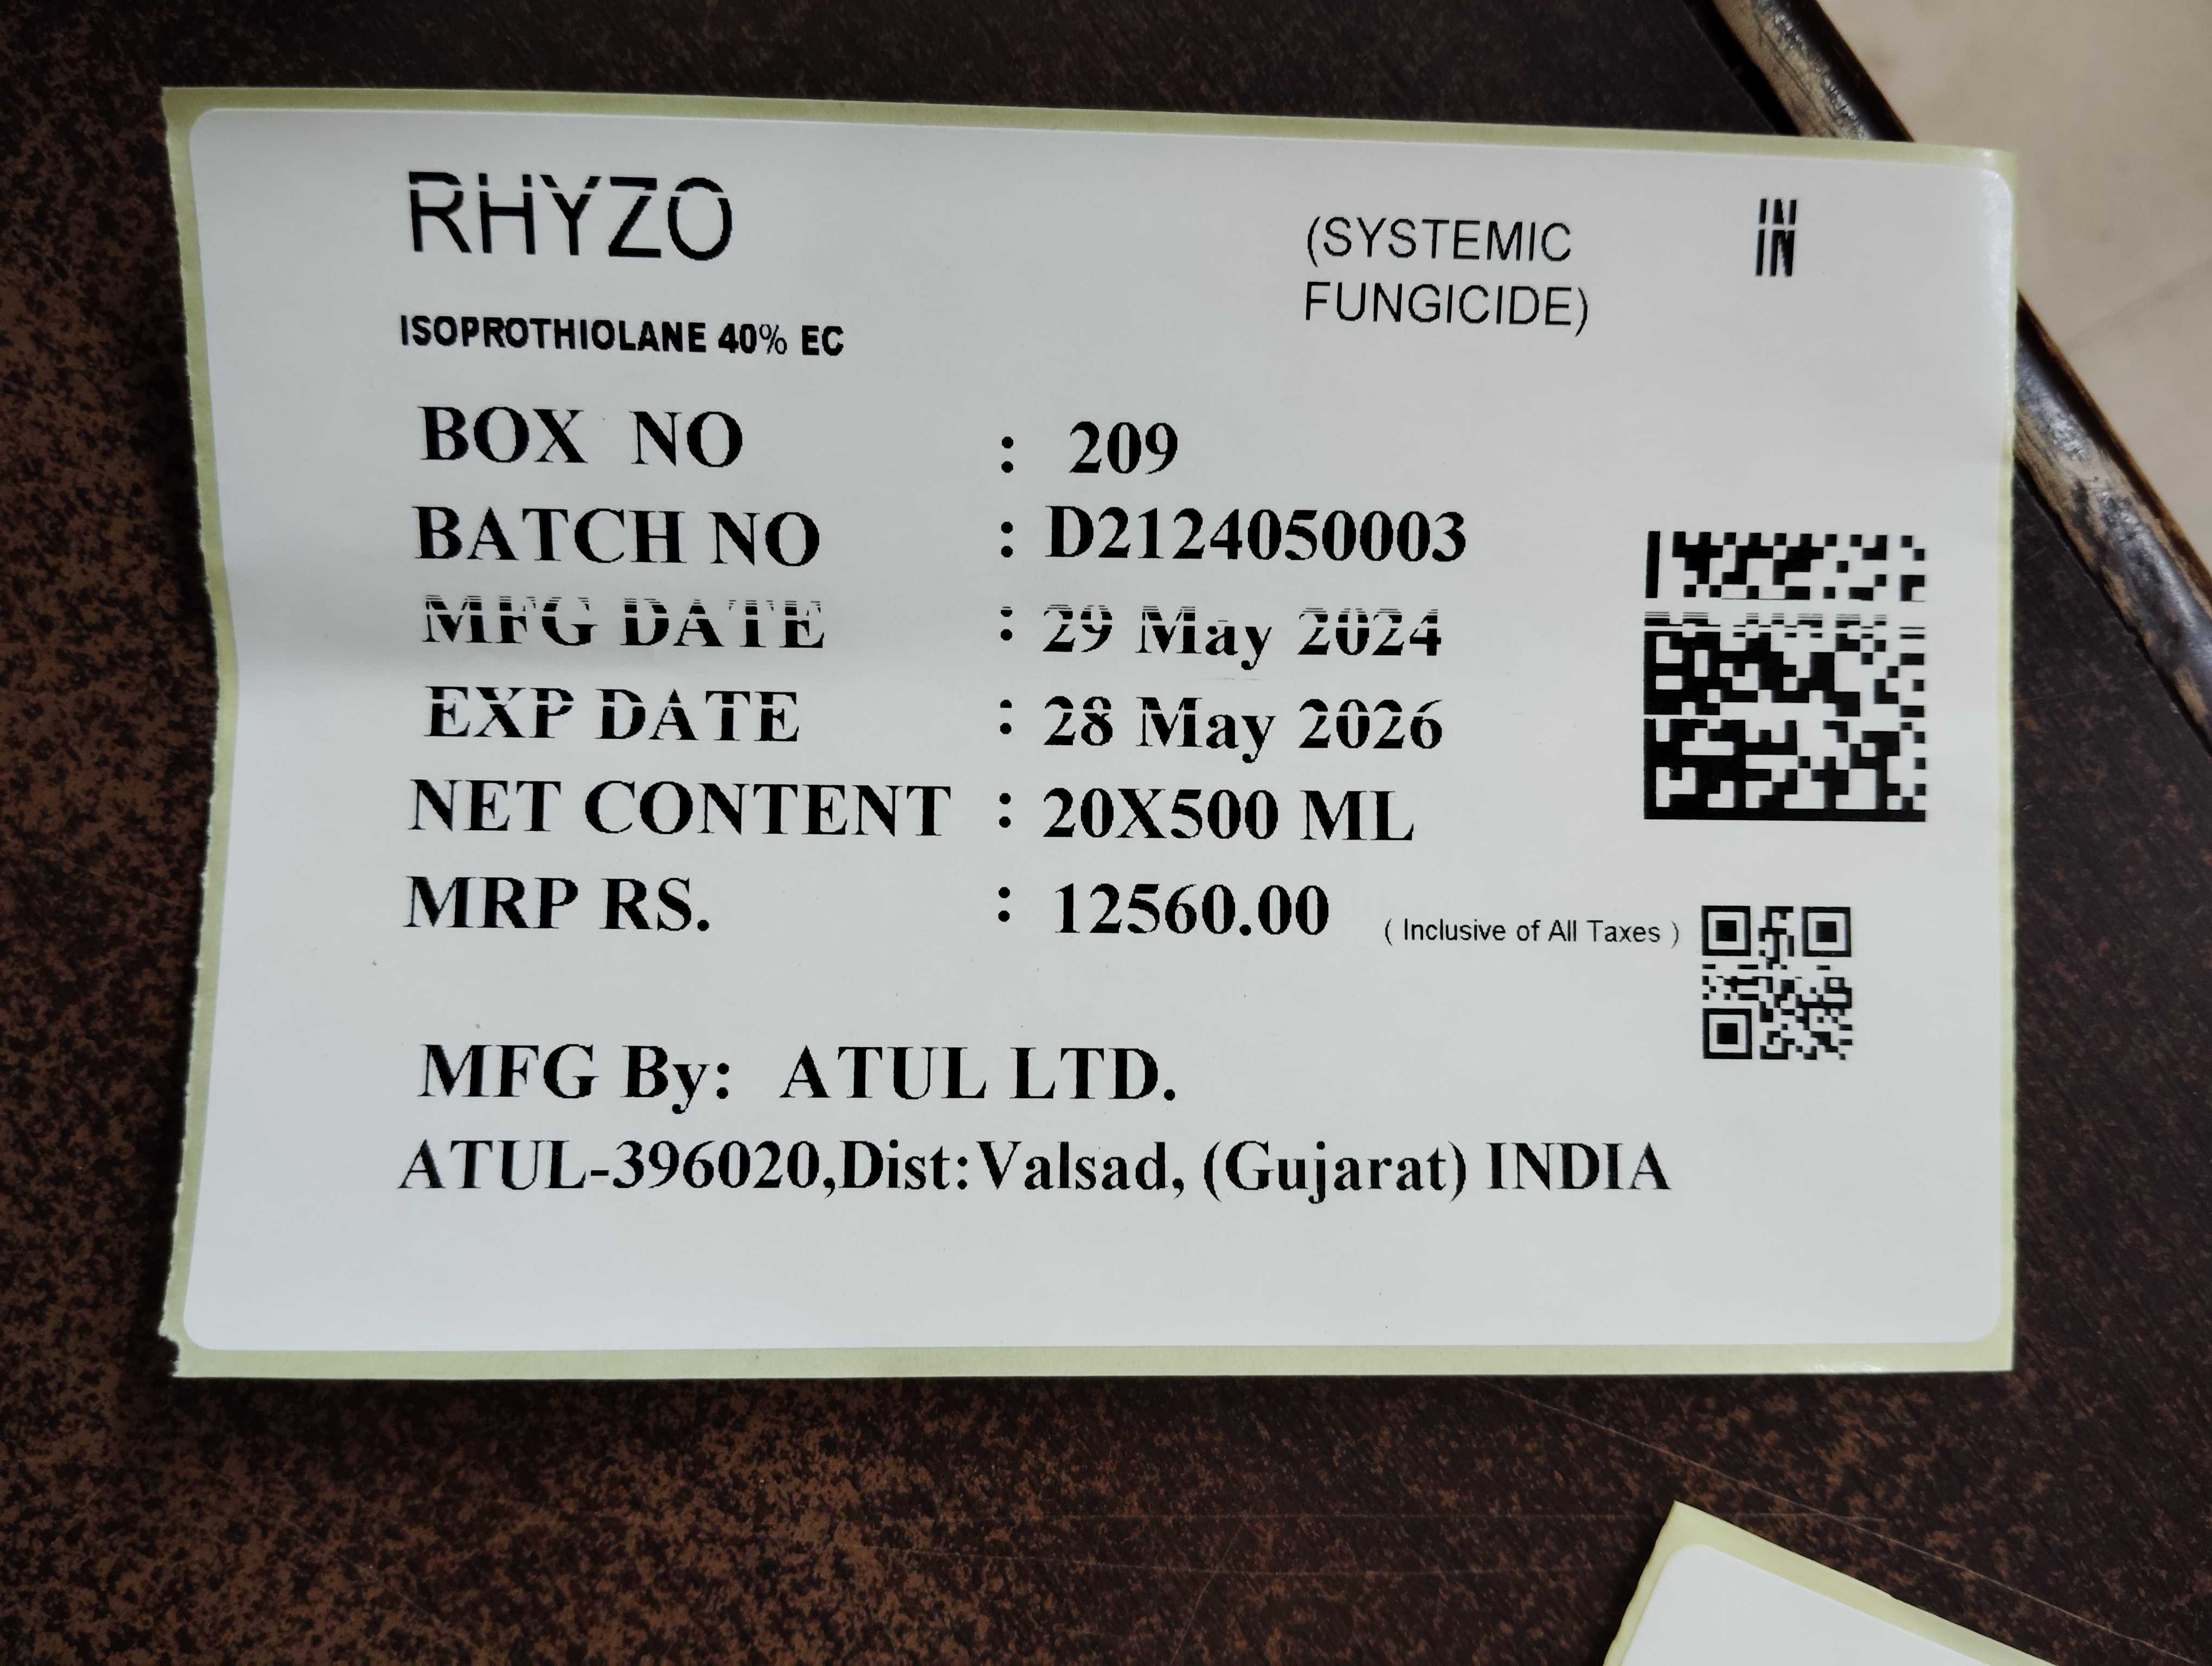 RHYZO
(SYSTEMIC
FUNGICIDE)
IN
ISOPROTHIOLANE 40% EC
BOX NO : 209
BATCH NO : D2124050003
MFG DATE : 29 May 2024
EXP DATE : 28 May 2026
NET CONTENT : 20X500 ML
MRP RS. : 12560.00 ( Inclusive of All Taxes )
MFG By: ATUL LTD.
ATUL-396020,Dist:Valsad, (Gujarat) INDIA